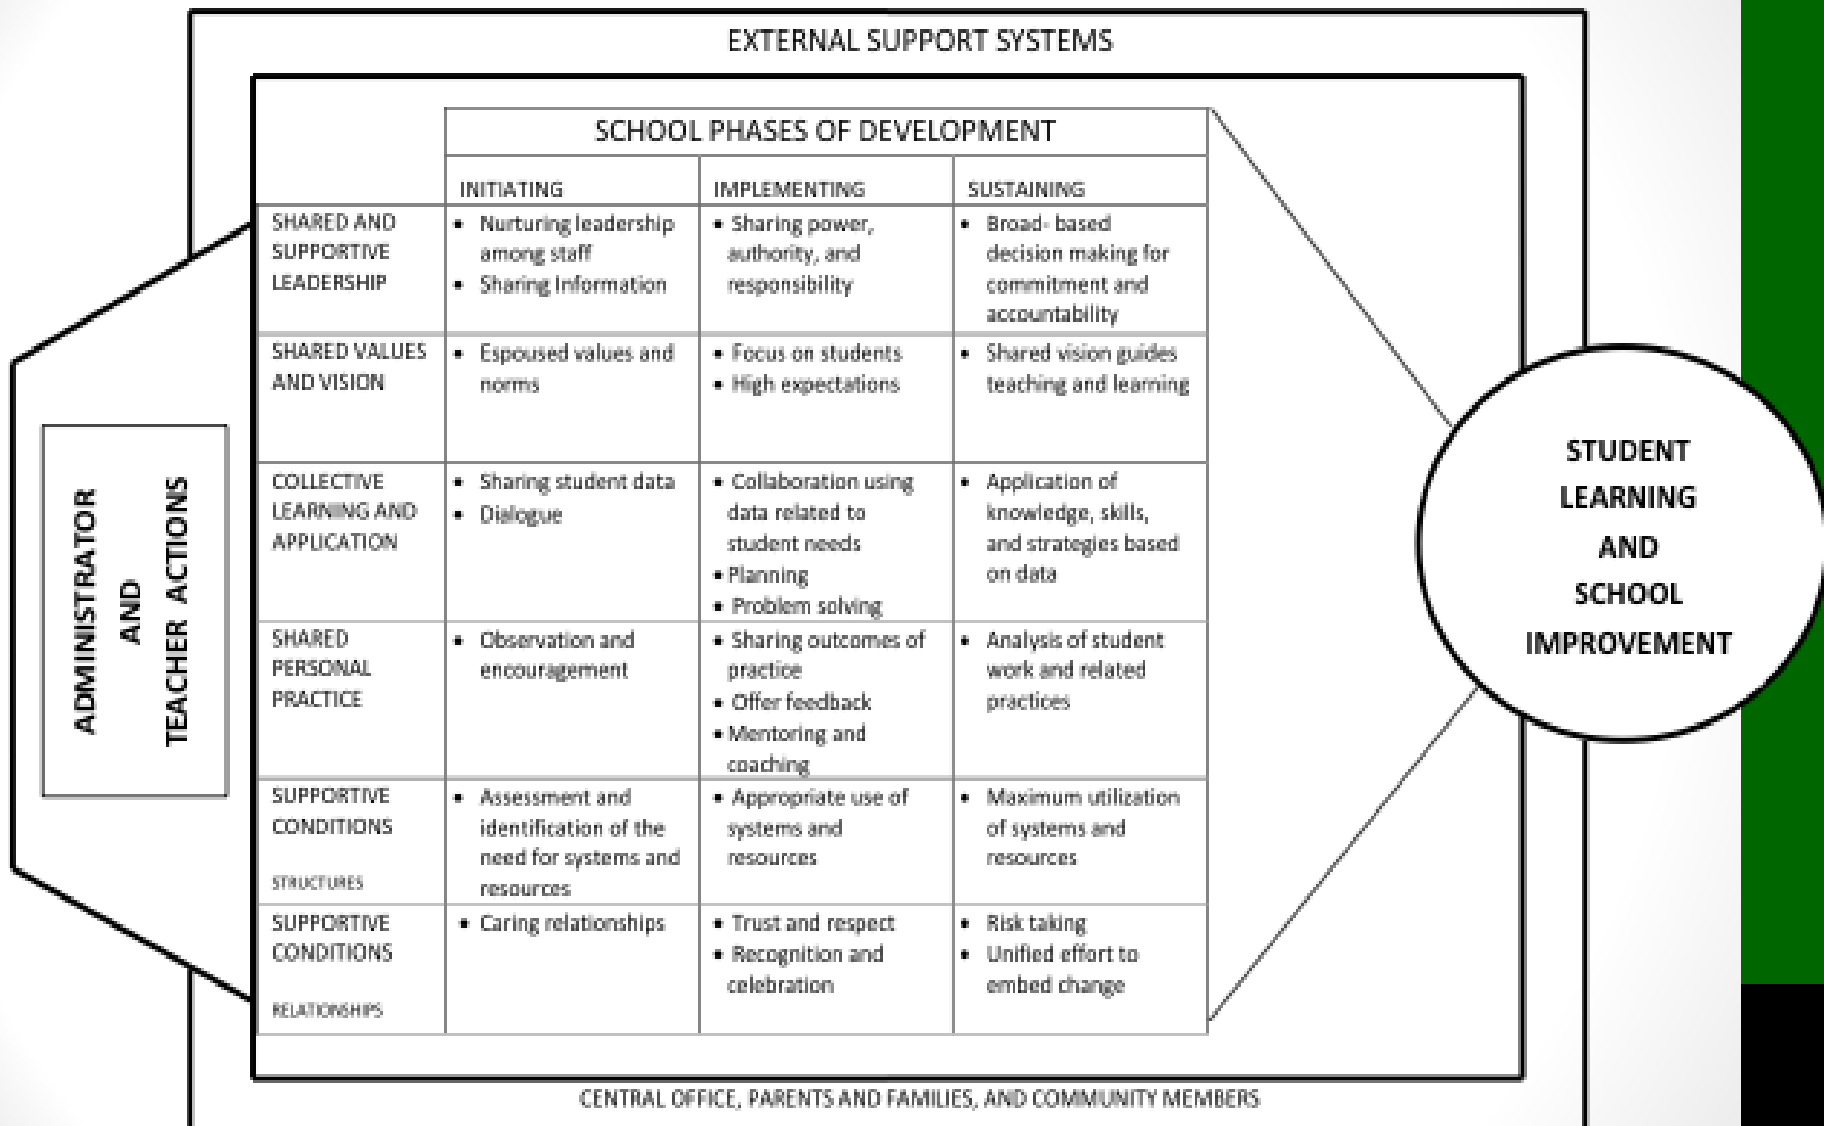 EXTERNAL SUPPORT SYSTEMS
SCHOOL PHASES OF DEVELOPMENT
INITIATING
IMPLEMENTING
SUSTAINING
SHARED AND
SUPPORTIVE
LEADERSHIP
• Nurturing leadership
among staff
• Sharing Information
• Sharing power,
authority, and
responsibility
• Broad- based
decision making for
commitment and
accountability
SHARED VALUES
AND VISION
• Espoused values and
norms
• Focus on students
• High expectations
• Shared vision guides
teaching and learning
COLLECTIVE
LEARNING AND
APPLICATION
• Sharing student data
• Dialogue
• Collaboration using
data related to
student needs
• Planning
• Problem solving
• Application of
knowledge, skills,
and strategies based
on data
SHARED
PERSONAL
PRACTICE
• Observation and
encouragement
• Sharing outcomes of
practice
• Offer feedback
• Mentoring and
coaching
• Analysis of student
work and related
practices
SUPPORTIVE
CONDITIONS
STRUCTURES
• Assessment and
identification of the
need for systems and
resources
• Appropriate use of
systems and
resources
• Maximum utilization
of systems and
resources
SUPPORTIVE
CONDITIONS
RELATIONSHIPS
• Caring relationships
• Trust and respect
• Recognition and
celebration
• Risk taking
• Unified effort to
embed change
ADMINISTRATOR
AND
TEACHER ACTIONS
STUDENT
LEARNING
AND
SCHOOL
IMPROVEMENT
CENTRAL OFFICE, PARENTS AND FAMILIES, AND COMMUNITY MEMBERS